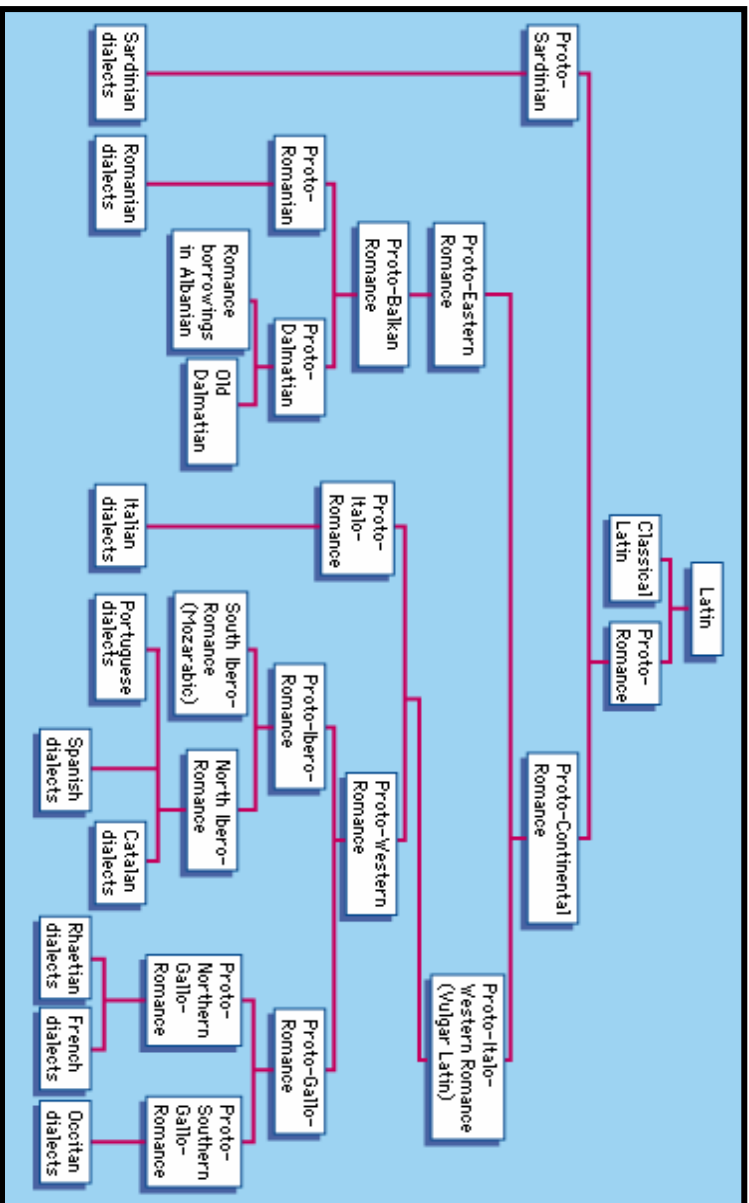 Latin
Classical
Latin
Proto-
Romance
Proto-
Sardinian
Proto-Continental
Romance
Proto-Eastern
Romance
Proto-Italo-
Western Romance
(Vulgar Latin)
Proto-Balkan
Romance
Proto-
Italo-
Romance
Proto-Western
Romance
Proto-
Romanian
Proto-
Dalmatian
Proto-Ibero-
Romance
Proto-Gallo-
Romance
Romance
borrowings
in Albanian
Old
Dalmatian
South Ibero-
Romance
(Mozarabic)
North Ibero-
Romance
Proto-
Northern
Gallo-
Romance
Proto-
Southern
Gallo-
Romance
Sardinian
dialects
Romanian
dialects
Italian
dialects
Portuguese
dialects
Spanish
dialects
Catalan
dialects
Rhaetian
dialects
French
dialects
Occitan
dialects